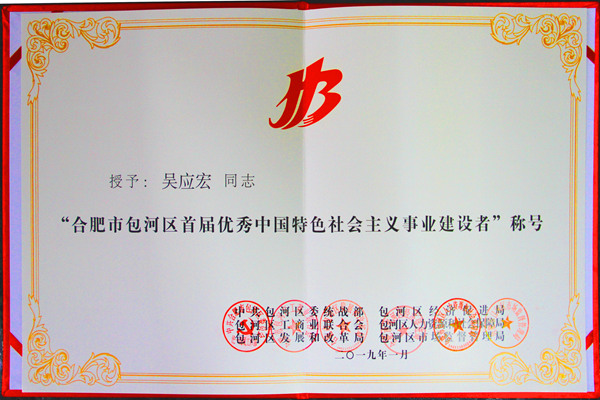 授予：吴应宏 同志
“合肥市包河区首届优秀中国特色社会主义事业建设者”称号
中共包河区委统战部 包河区经济促进局
包河区工商业联合会 包河区人力资源和社会保障局
包河区发展和改革局 包河区市场监督管理局
二〇一九年一月